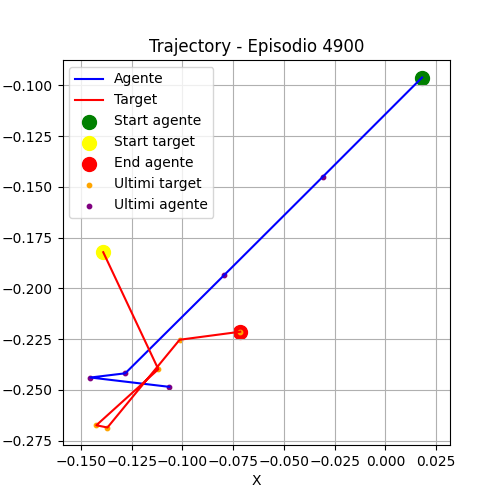 Trajectory - Episodio 4900
Agente
Target
Start agente
Start target
End agente
Ultimi target
Ultimi agente
−0.100
−0.125
−0.150
−0.175
−0.200
−0.225
−0.250
−0.275
−0.150 −0.125 −0.100 −0.075 −0.050 −0.025 0.000 0.025
X